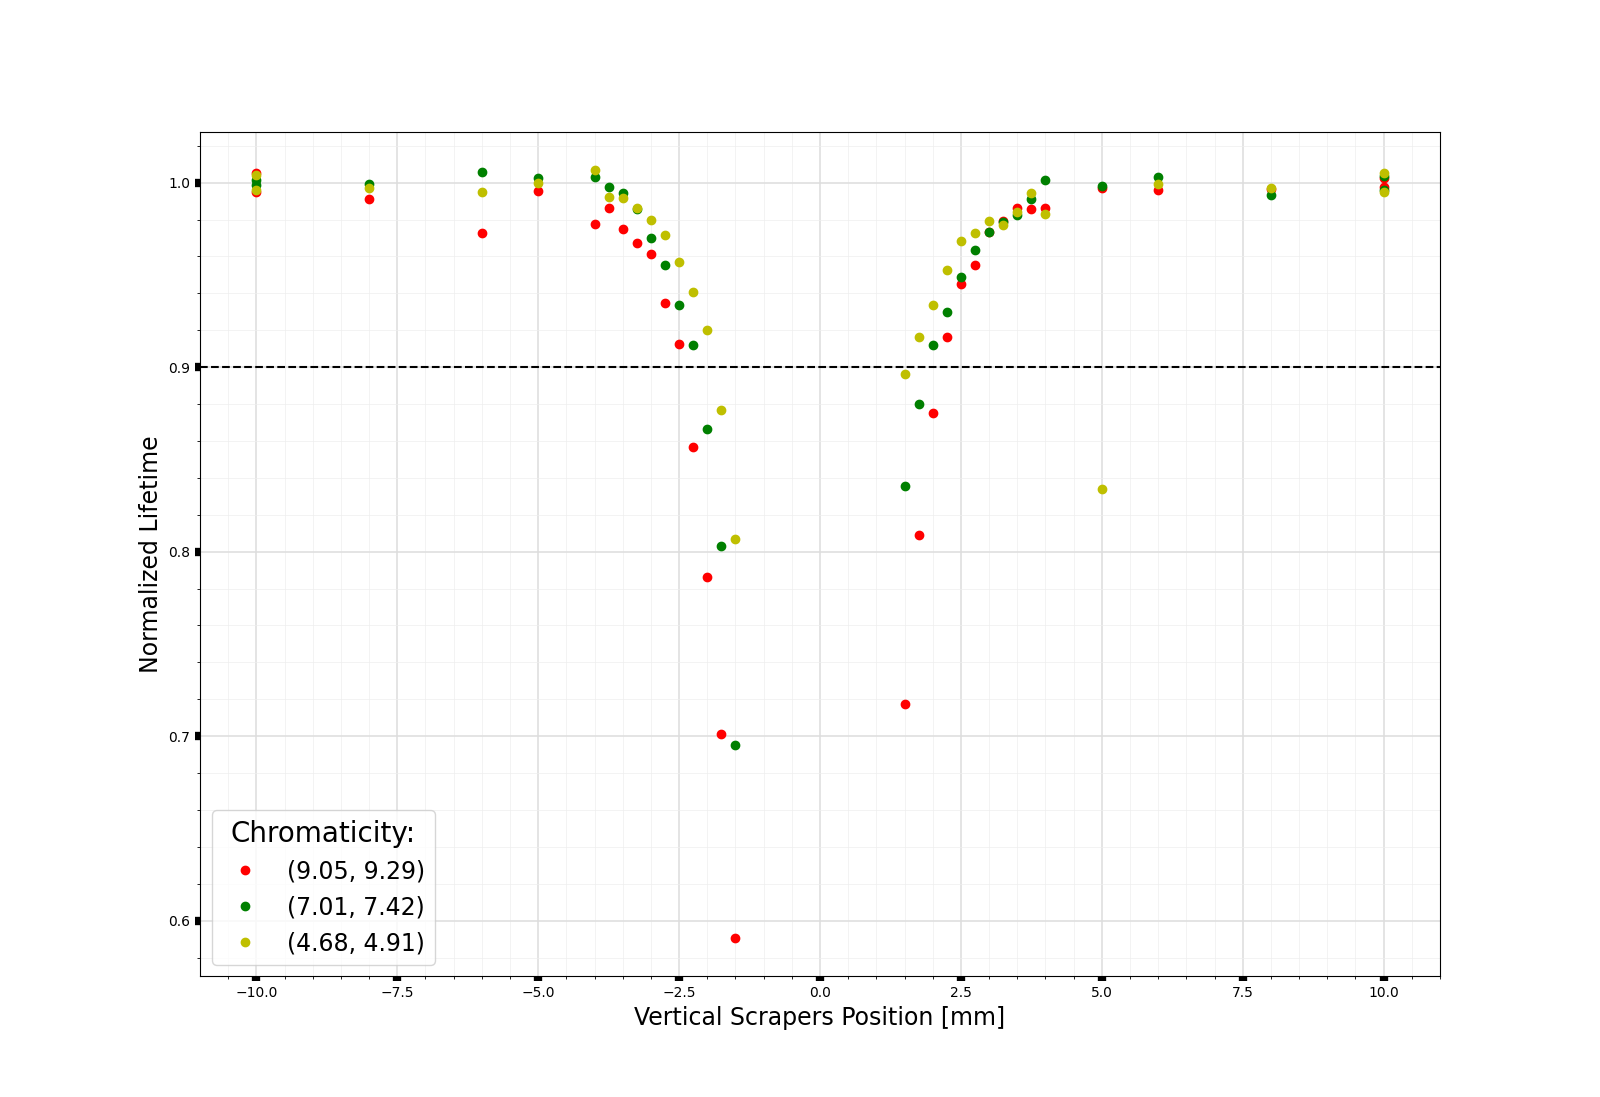 1.0
0.9
0.8
0.7
0.6
Normalized Lifetime
Chromaticity:
(9.05, 9.29)
(7.01, 7.42)
(4.68, 4.91)
−10.0 −7.5 −5.0 −2.5 0.0 2.5 5.0 7.5 10.0
Vertical Scrapers Position [mm]